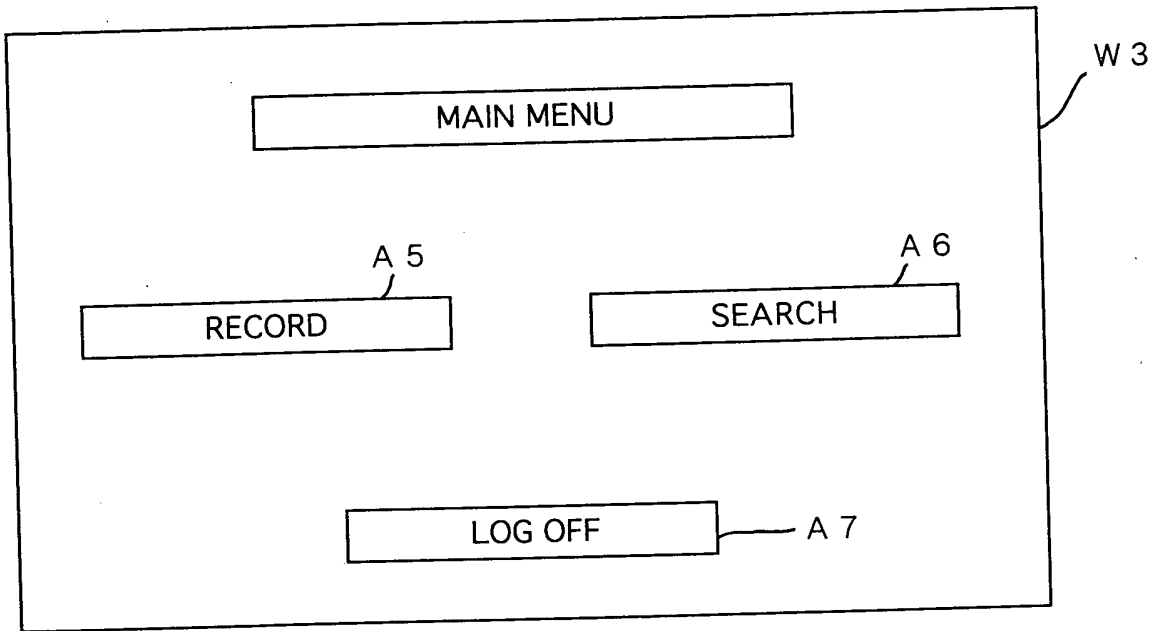 W 3
MAIN MENU
A 5
A 6
RECORD
SEARCH
LOG OFF
A 7